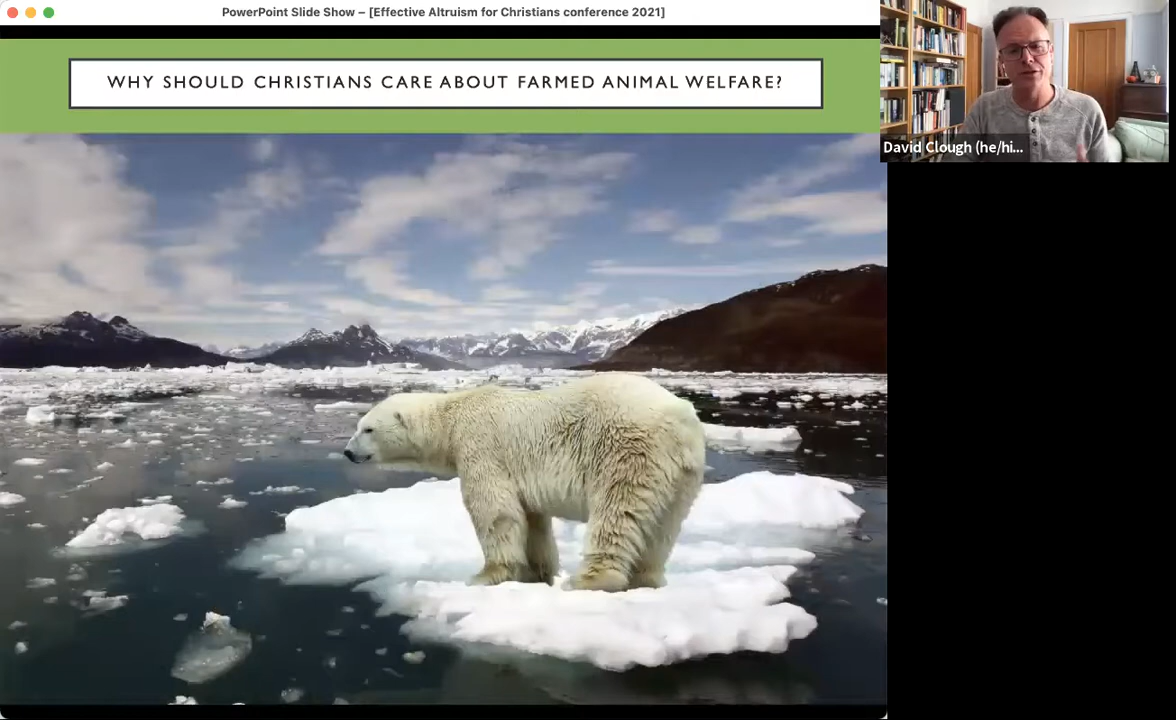 PowerPoint Slide Show – [Effective Altruism for Christians conference 2021]
WHY SHOULD CHRISTIANS CARE ABOUT FARMED ANIMAL WELFARE?
David Clough (he/hi...